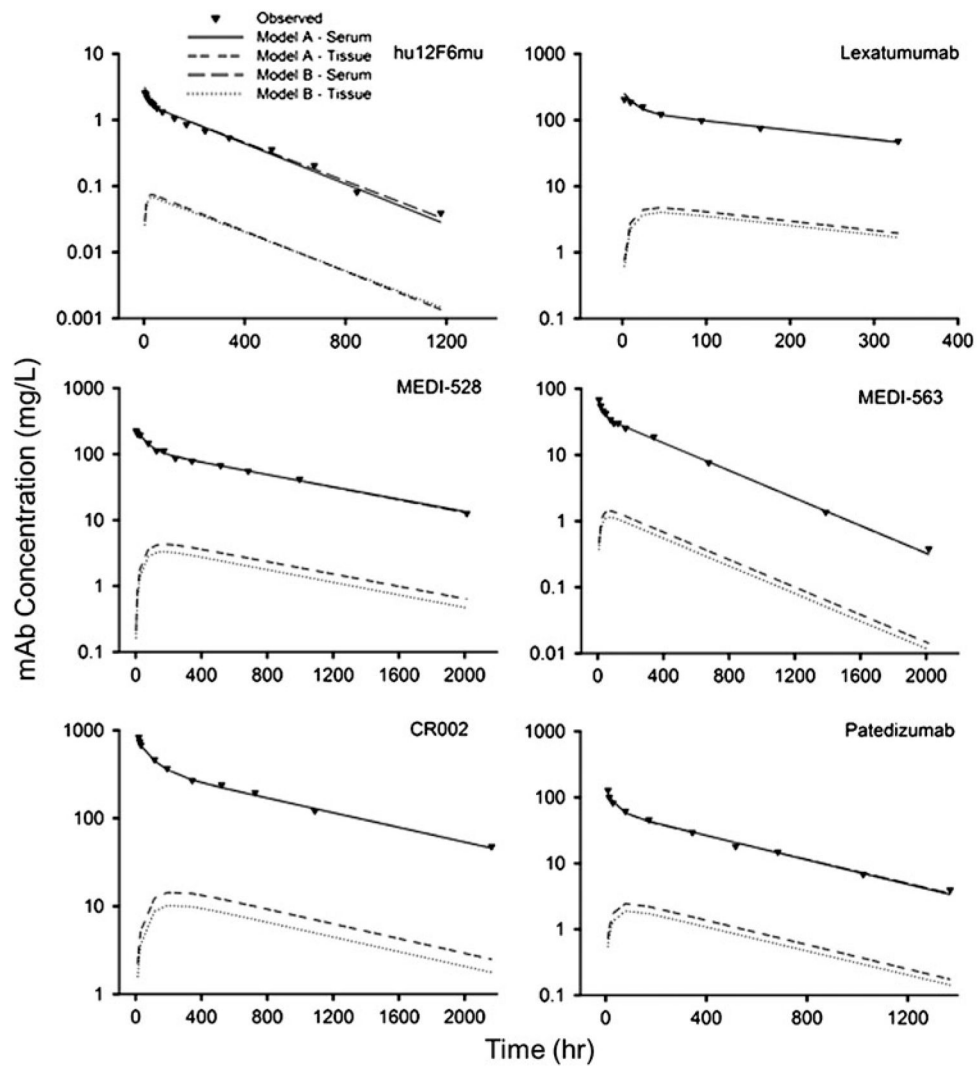 Observed
Model A - Serum
Model A - Tissue
Model B - Serum
Model B - Tissue
hu12F6mu
10
1
0.1
0.01
0.001
0 400 800 1200
Lexatumumab
1000
100
10
1
0.1
0 100 200 300 400
MEDI-528
1000
100
10
1
0.1
0 400 800 1200 1600 2000
MEDI-563
100
10
1
0.1
0.01
0 400 800 1200 1600 2000
CR002
1000
100
10
1
0 400 800 1200 1600 2000
Patedizumab
1000
100
10
1
0.1
0 400 800 1200
mAb Concentration (mg/L)
Time (hr)